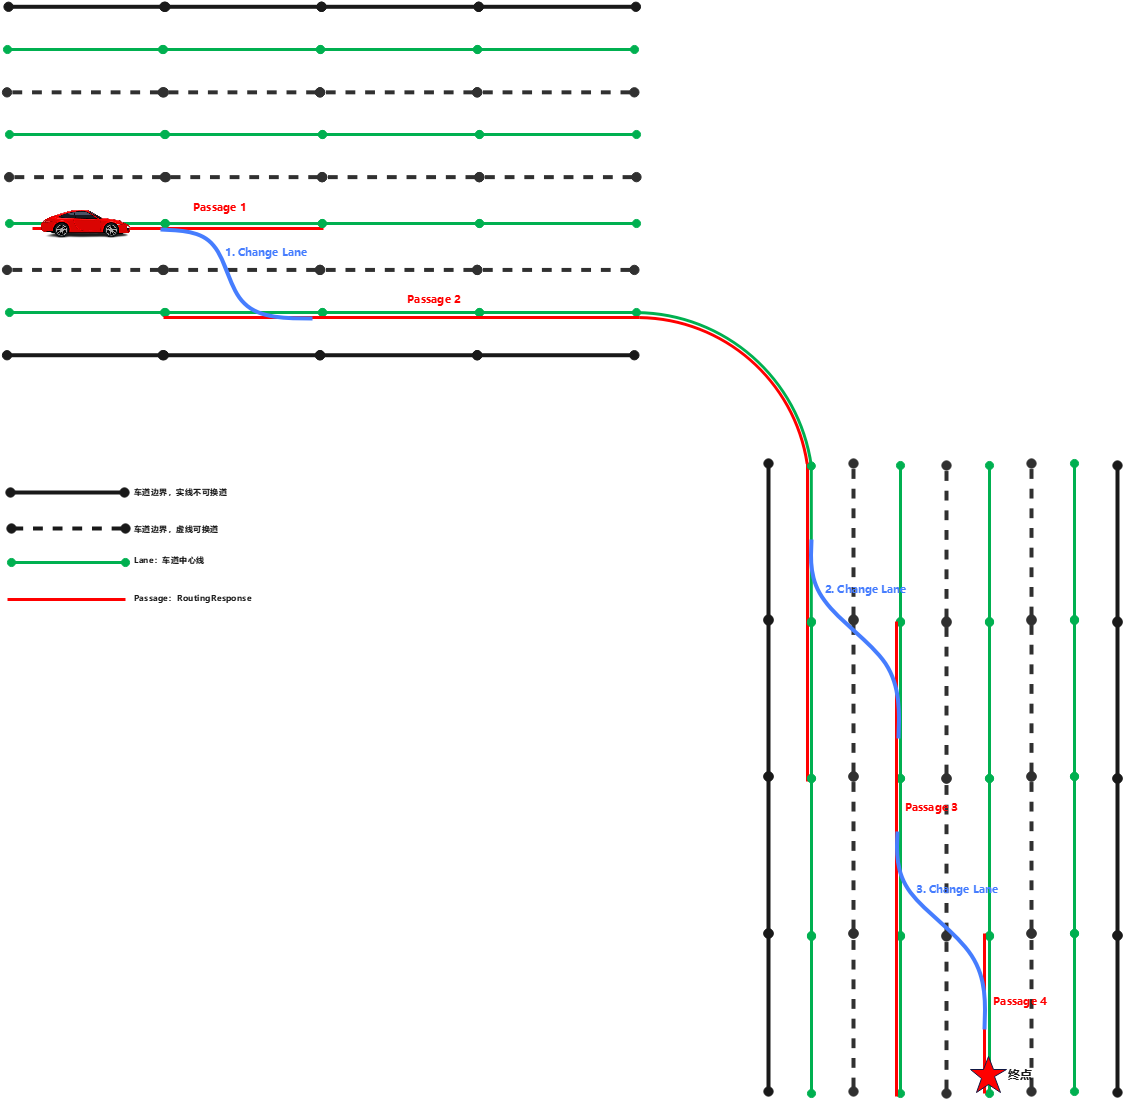 Passage 1
1. Change Lane
Passage 2
车道边界，实线不可换道
车道边界，虚线可换道
Lane：车道中心线
Passage：RoutingResponse
2. Change Lane
Passage 3
3. Change Lane
Passage 4
终点